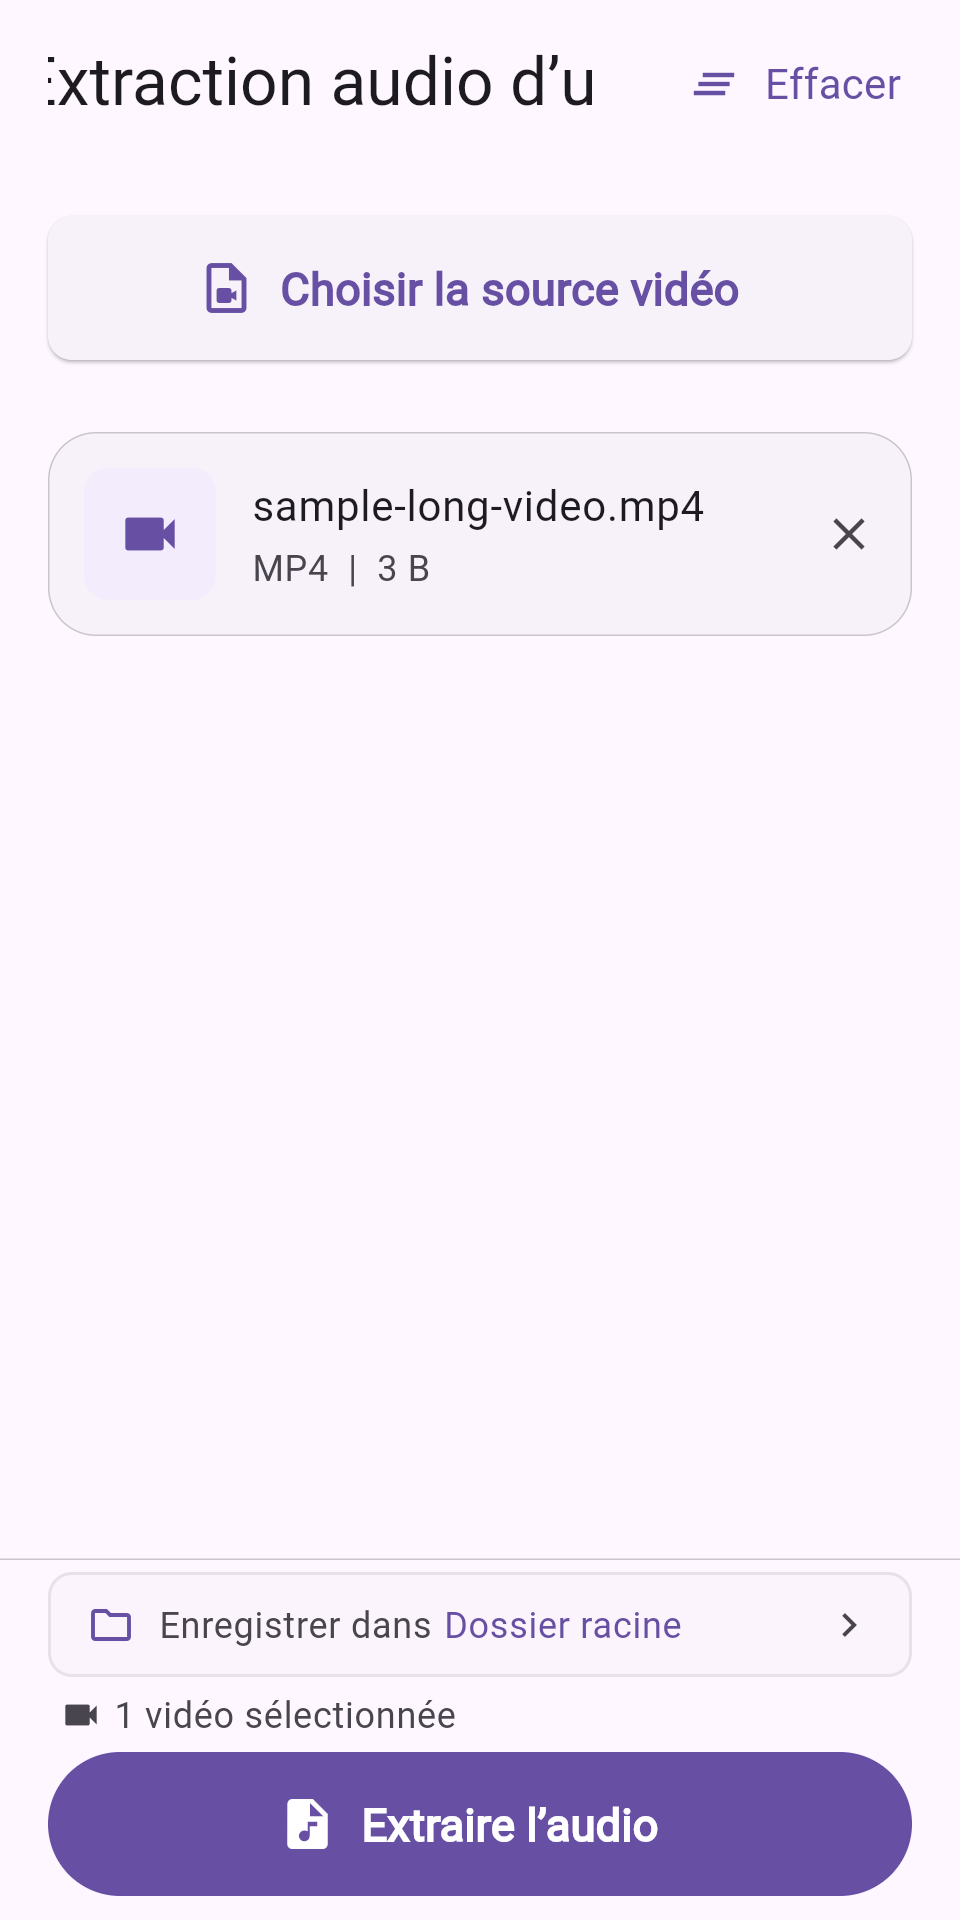 Extraction audio d’u
Effacer
Choisir la source vidéo
sample-long-video.mp4
MP4 | 3 B
Enregistrer dans Dossier racine
1 vidéo sélectionnée
Extraire l’audio